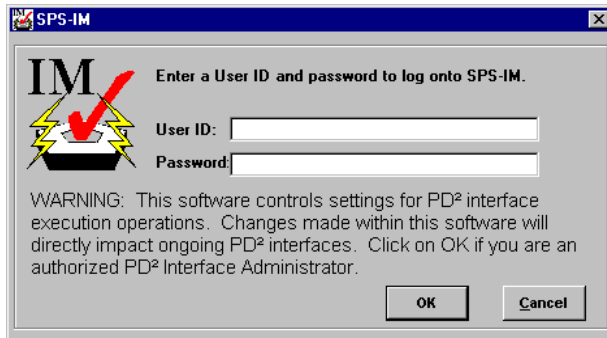 SPS-IM
IM
Enter a User ID and password to log onto SPS-IM.
User ID:
Password:
WARNING: This software controls settings for PD² interface
execution operations. Changes made within this software will
directly impact ongoing PD² interfaces. Click on OK if you are an
authorized PD² Interface Administrator.
OK
Cancel